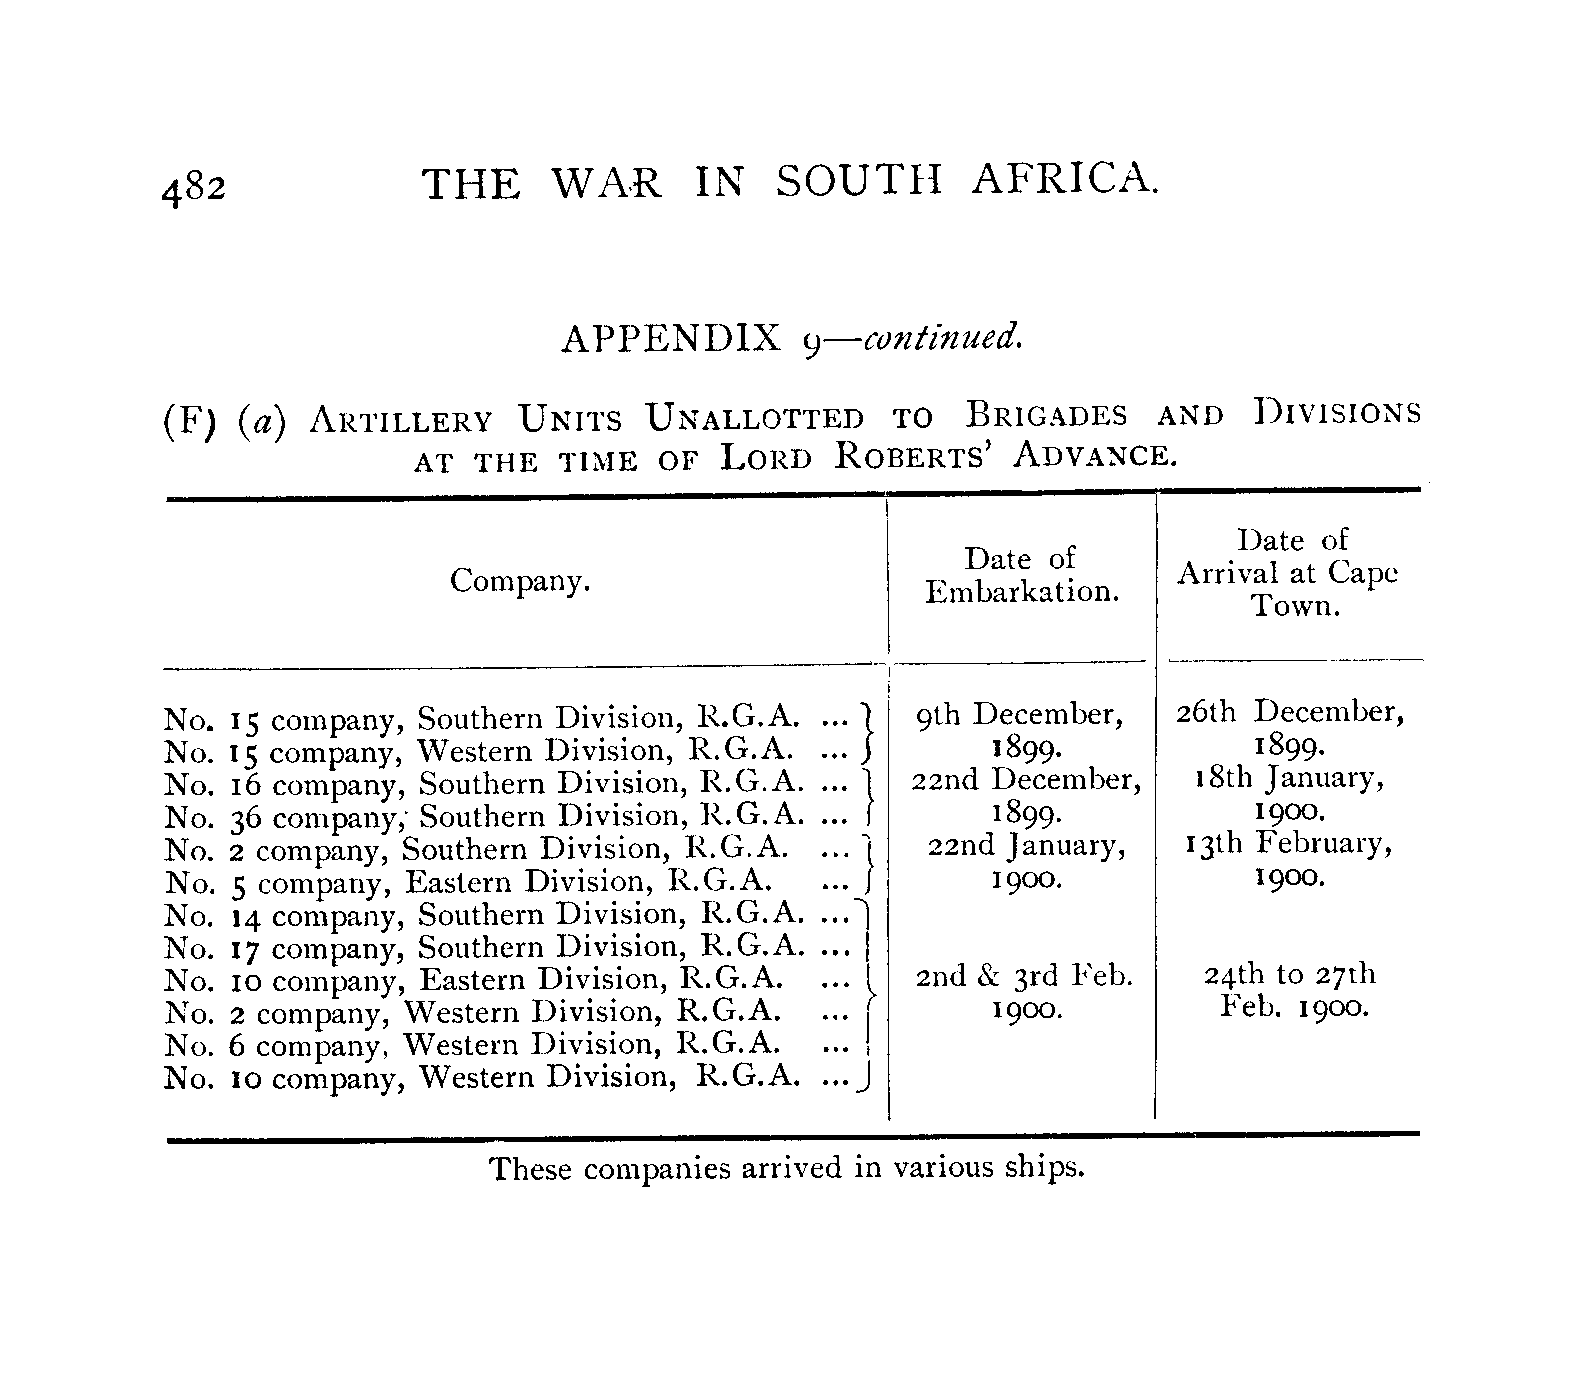 482 THE WAR IN SOUTH AFRICA.
APPENDIX 9—continued.
(F) (a) ARTILLERY UNITS UNALLOTTED TO BRIGADES AND DIVISIONS
AT THE TIME OF LORD ROBERTS' ADVANCE.
Company.
Date of
Embarkation.
Date of
Arrival at Cape
Town.
No. 15 company, Southern Division, R.G.A. ... } 9th December, 26th December,
No. 15 company, Western Division, R.G.A. ... } 1899. 1899.
No. 16 company, Southern Division, R.G.A. ... } 22nd December, 18th January,
No. 36 company, Southern Division, R.G.A. ... } 1899. 1900.
No. 2 company, Southern Division, R.G.A. ... } 22nd January, 13th February,
No. 5 company, Eastern Division, R.G.A. ... } 1900. 1900.
No. 14 company, Southern Division, R.G.A. ...
No. 17 company, Southern Division, R.G.A. ...
No. 10 company, Eastern Division, R.G.A. ... } 2nd & 3rd Feb. 24th to 27th
No. 2 company, Western Division, R.G.A. ... 1900. Feb. 1900.
No. 6 company, Western Division, R.G.A. ...
No. 10 company, Western Division, R.G.A. ...
These companies arrived in various ships.